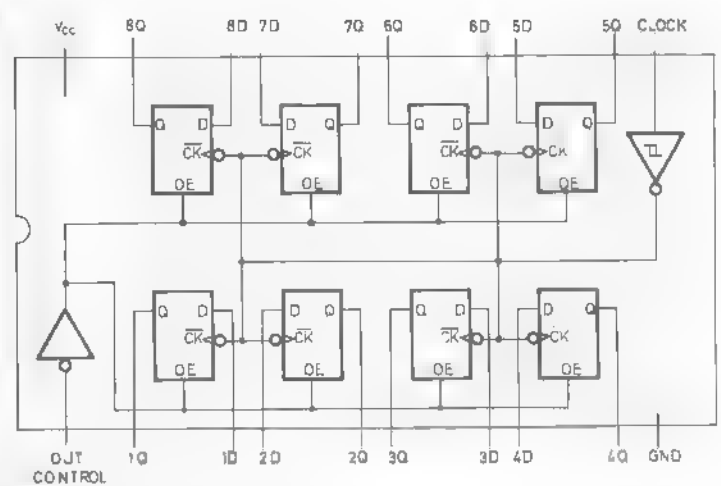 Vcc 8Q 8D 7D 7Q 6Q 6D 5D 5Q CLOCK
Q D D Q Q D D Q
CK CK CK CK
OE OE OE OE
Q D D Q Q D D Q
CK CK CK CK
OE OE OE OE
OUT CONTROL 1Q 1D 2D 2Q 3Q 3D 4D 4Q GND